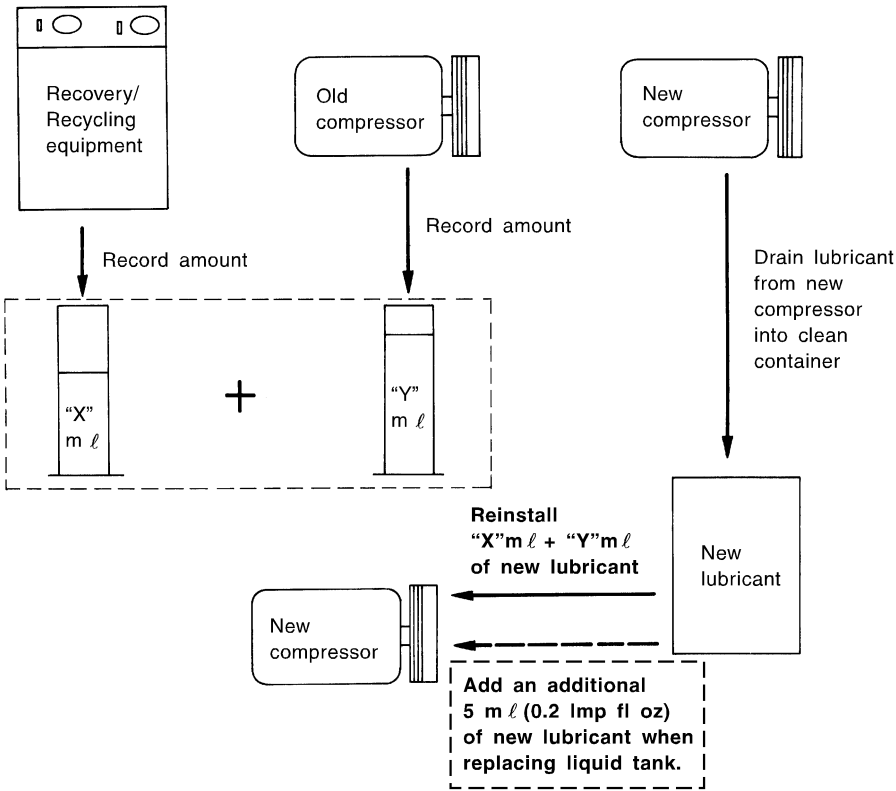 Recovery/
Recycling
equipment
Old
compressor
New
compressor
Record amount
Record amount
Drain lubricant
from new
compressor
into clean
container
“X”
m ℓ
+
“Y”
m ℓ
Reinstall
“X”m ℓ + “Y”m ℓ
of new lubricant
New
lubricant
New
compressor
Add an additional
5 m ℓ (0.2 Imp fl oz)
of new lubricant when
replacing liquid tank.